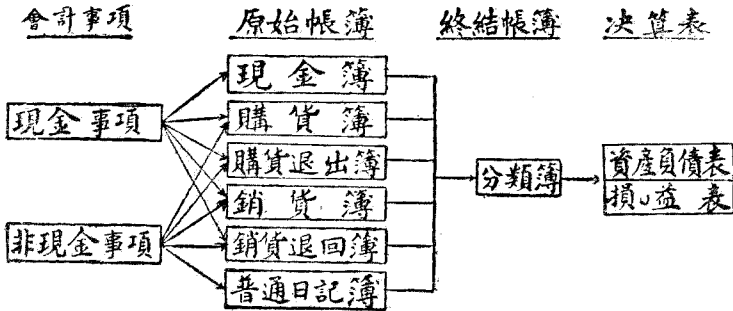 會計事項 原始帳簿 終結帳簿 決算表
現金簿
現金事項 購貨簿
購貨退出簿
分類簿 資產負債表
銷貨簿 損益表
非現金事項 銷貨退回簿
普通日記簿